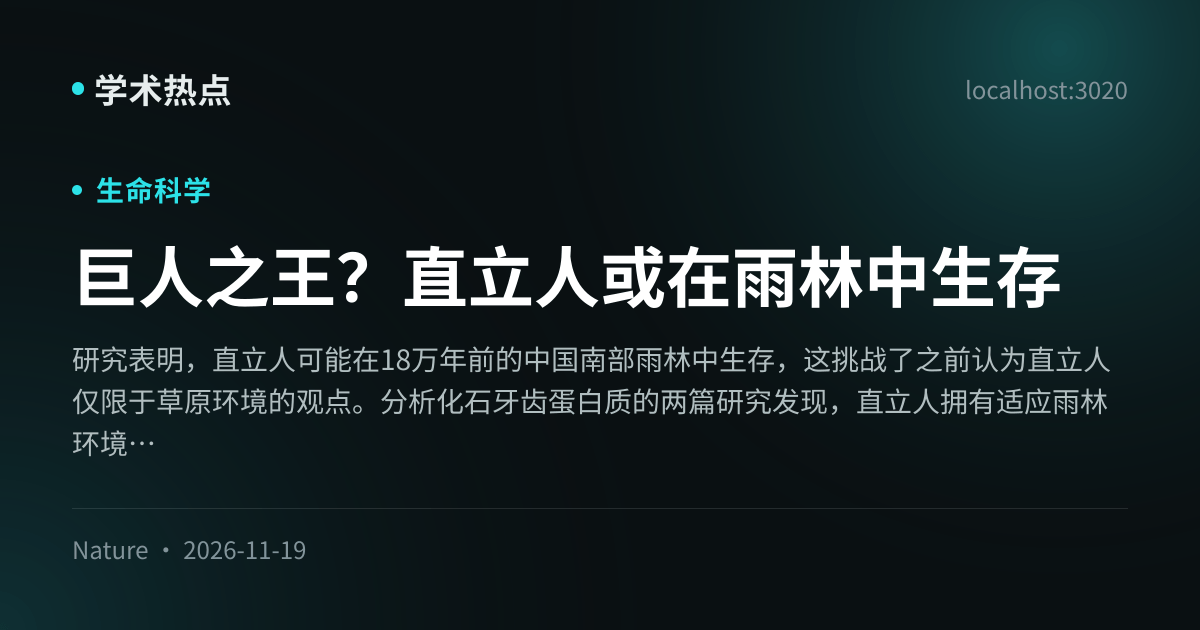 学术热点
localhost:3020
生命科学
巨人之王？直立人或在雨林中生存
研究表明，直立人可能在18万年前的中国南部雨林中生存，这挑战了之前认为直立人
仅限于草原环境的观点。分析化石牙齿蛋白质的两篇研究发现，直立人拥有适应雨林
环境…
Nature · 2026-11-19